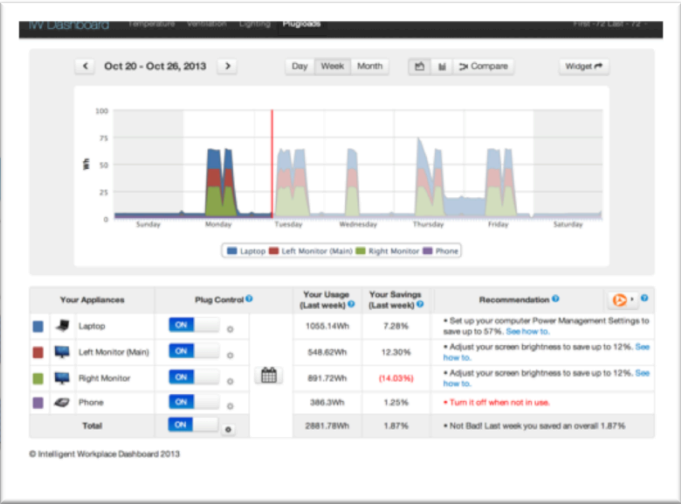 IW Dashboard Temperature Ventilation Lighting Plugloads First -72 Last - 72
Oct 20 - Oct 26, 2013 Day Week Month Compare Widget
100
75
50
25
0
Wh
Sunday Monday Tuesday Wednesday Thursday Friday Saturday
Laptop Left Monitor (Main) Right Monitor Phone
Your Appliances Plug Control Your Usage (Last week) Your Savings (Last week) Recommendation
Laptop ON 1055.14Wh 7.28% • Set up your computer Power Management Settings to
save up to 57%. See how to.
Left Monitor (Main) ON 548.62Wh 12.30% • Adjust your screen brightness to save up to 12%. See
how to.
Right Monitor ON 891.72Wh (14.03%) • Adjust your screen brightness to save up to 12%. See
how to.
Phone ON 386.3Wh 1.25% • Turn it off when not in use.
Total ON 2881.78Wh 1.87% • Not Bad! Last week you saved an overall 1.87%
© Intelligent Workplace Dashboard 2013